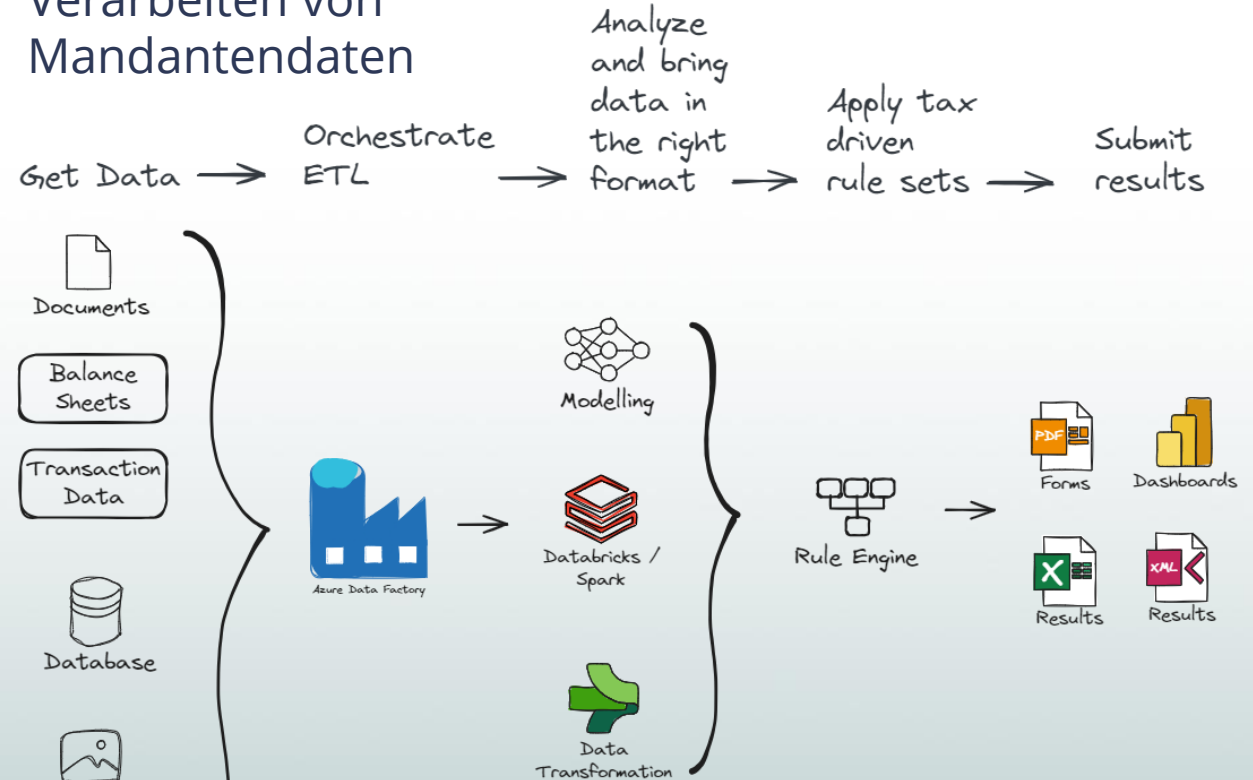 Verarbeiten von
Mandantendaten
Get Data
Orchestrate
ETL
Analyze
and bring
data in
the right
format
Apply tax
driven
rule sets
Submit
results
Documents
Balance
Sheets
Transaction
Data
Database
Azure Data Factory
Modelling
Databricks /
Spark
Data
Transformation
Rule Engine
PDF
Forms
Dashboards
X
Results
XML
Results